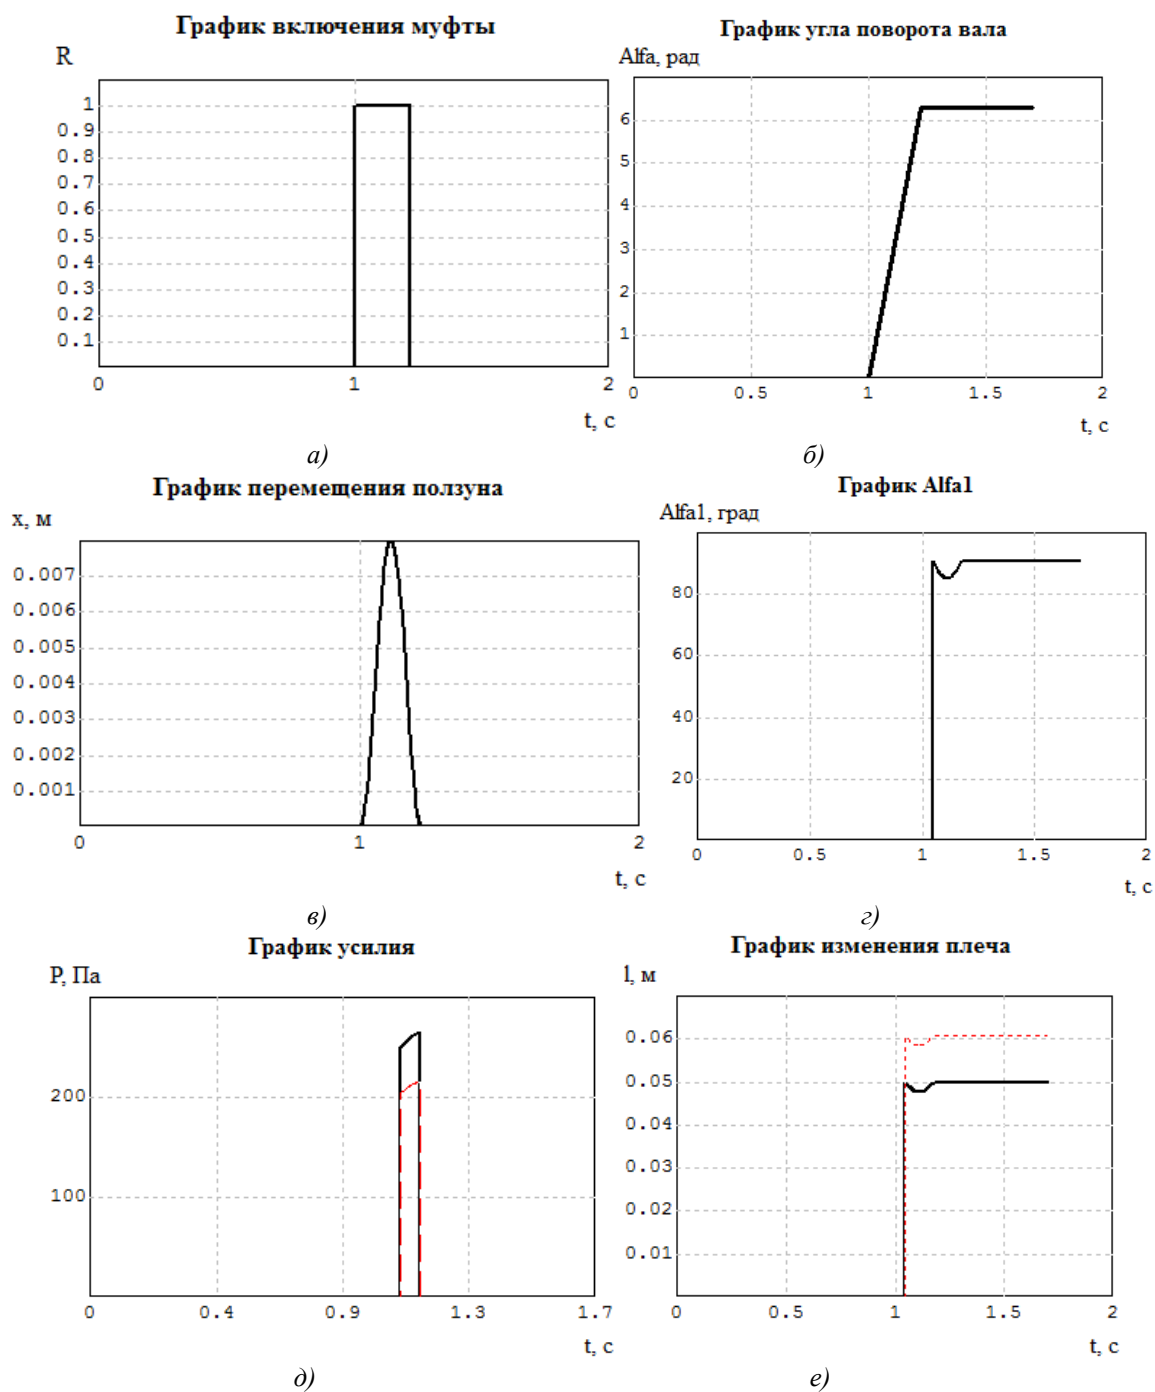 График включения муфты
R
1
0.9
0.8
0.7
0.6
0.5
0.4
0.3
0.2
0.1
0 1 2
t, с
а)
График угла поворота вала
Alfa, рад
6
5
4
3
2
1
0 0.5 1 1.5 2
t, с
б)
График перемещения ползуна
x, м
0.007
0.006
0.005
0.004
0.003
0.002
0.001
0 1 2
t, с
в)
График Alfa1
Alfa1, град
80
60
40
20
0 0.5 1 1.5 2
t, с
г)
График усилия
P, Па
200
100
0 0.4 0.9 1.3 1.7
t, с
д)
График изменения плеча
l, м
0.06
0.05
0.04
0.03
0.02
0.01
0 0.5 1 1.5 2
t, с
е)